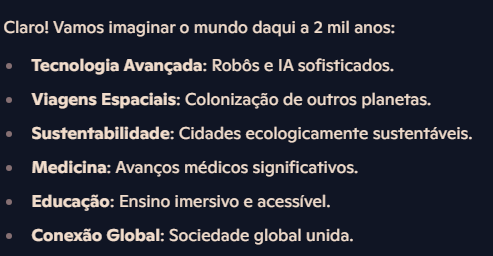 Claro! Vamos imaginar o mundo daqui a 2 mil anos:
• Tecnologia Avançada: Robôs e IA sofisticados.
• Viagens Espaciais: Colonização de outros planetas.
• Sustentabilidade: Cidades ecologicamente sustentáveis.
• Medicina: Avanços médicos significativos.
• Educação: Ensino imersivo e acessível.
• Conexão Global: Sociedade global unida.